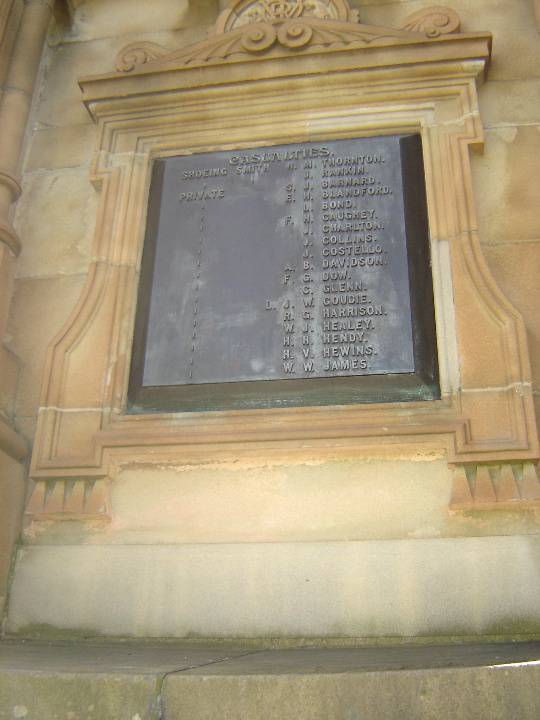 CASUALTIES.
SHOEING SMITH H. M. THORNTON.
" J. RANKIN.
PRIVATE S. J. BARNARD.
" E. H. BLANDFORD.
" L. BOND.
" F. H. CAUGHEY.
" J. CHARLTON.
" J. COLLINS.
" J. COSTELLO.
" A. B. DAVIDSON.
" F. G. DOW.
" C. GLENN.
" D. J. W. GOUDIE.
" R. G. HARRISON.
" W. J. HEALEY.
" H. H. HENDY.
" H. V. HEWINS.
" W. W. JAMES.